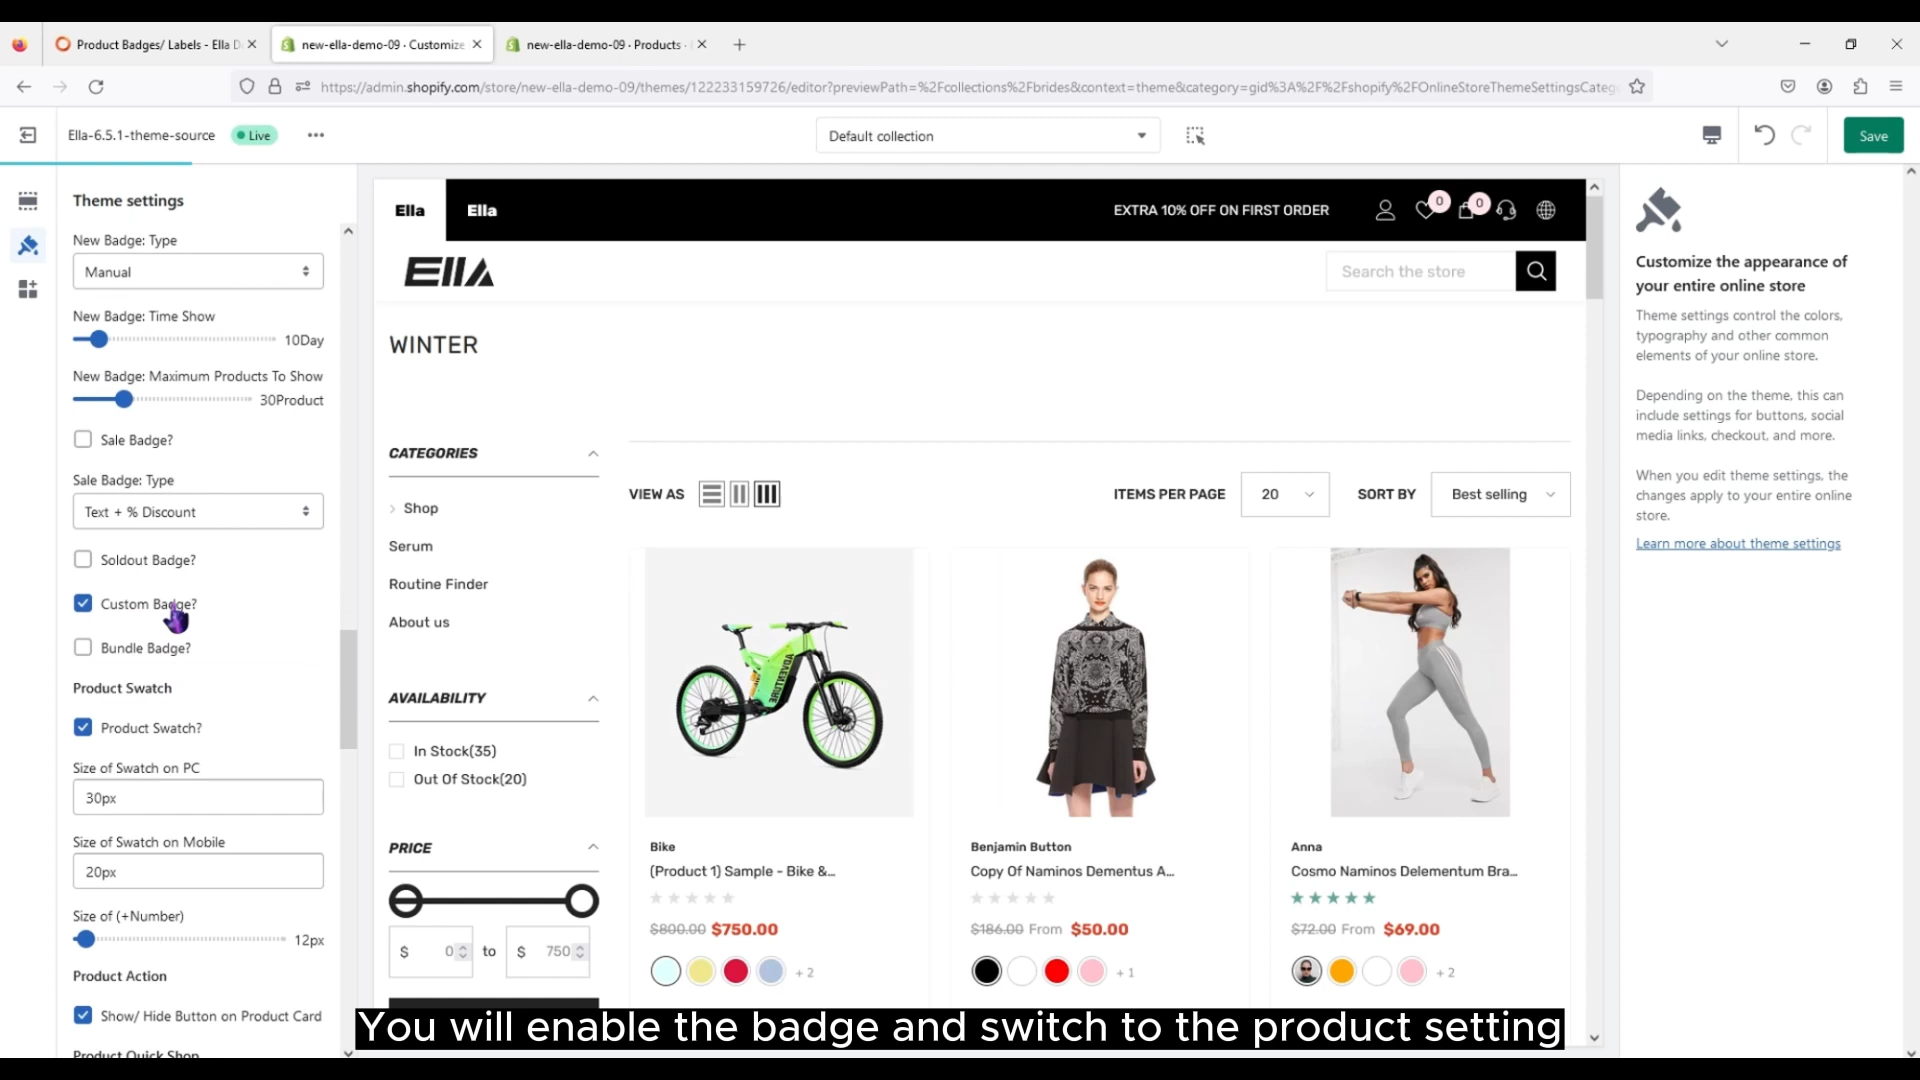 Product Badges/ Labels - Ella D
new-ella-demo-09 · Customize
new-ella-demo-09 · Products ·
https://admin.shopify.com/store/new-ella-demo-09/themes/122233159726/editor?previewPath=%2Fcollections%2Fbrides&context=theme&category=gid%3A%2F%2Fshopify%2FOnlineStoreThemeSettingsCateg
Ella-6.5.1-theme-source
Live
Default collection
Save
Theme settings
New Badge: Type
Manual
New Badge: Time Show
10Day
New Badge: Maximum Products To Show
30Product
Sale Badge?
Sale Badge: Type
Text + % Discount
Soldout Badge?
Custom Badge?
Bundle Badge?
Product Swatch
Product Swatch?
Size of Swatch on PC
30px
Size of Swatch on Mobile
20px
Size of (+Number)
12px
Product Action
Show/ Hide Button on Product Card
Product Quick Shop
Ella
Ella
EXTRA 10% OFF ON FIRST ORDER
0
0
Ella
Search the store
WINTER
CATEGORIES
Shop
Serum
Routine Finder
About us
AVAILABILITY
In Stock(35)
Out Of Stock(20)
PRICE
$ 0 to $ 750
VIEW AS
ITEMS PER PAGE
20
SORT BY
Best selling
ADVENTURE
Bike
(Product 1) Sample - Bike &...
$800.00 $750.00
+ 2
Benjamin Button
Copy Of Naminos Dementus A...
$186.00 From $50.00
+ 1
Anna
Cosmo Naminos Delementum Bra...
$72.00 From $69.00
+ 2
Customize the appearance of
your entire online store
Theme settings control the colors,
typography and other common
elements of your online store.
Depending on the theme, this can
include settings for buttons, social
media links, checkout, and more.
When you edit theme settings, the
changes apply to your entire online
store.
Learn more about theme settings
You will enable the badge and switch to the product setting